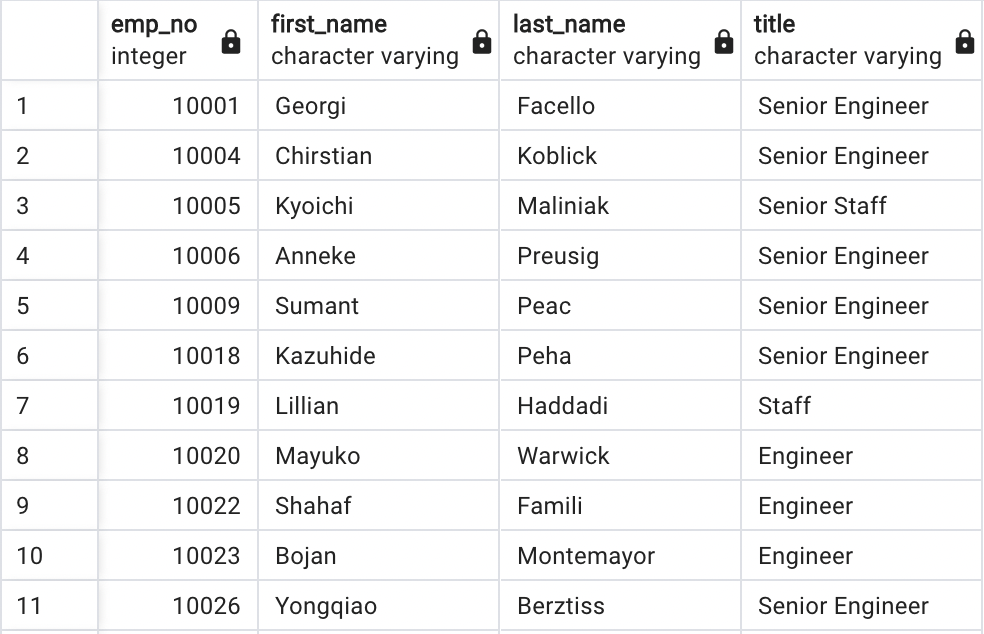 emp_no first_name last_name title
integer character varying character varying character varying
1 10001 Georgi Facello Senior Engineer
2 10004 Chirstian Koblick Senior Engineer
3 10005 Kyoichi Maliniak Senior Staff
4 10006 Anneke Preusig Senior Engineer
5 10009 Sumant Peac Senior Engineer
6 10018 Kazuhide Peha Senior Engineer
7 10019 Lillian Haddadi Staff
8 10020 Mayuko Warwick Engineer
9 10022 Shahaf Famili Engineer
10 10023 Bojan Montemayor Engineer
11 10026 Yongqiao Berztiss Senior Engineer